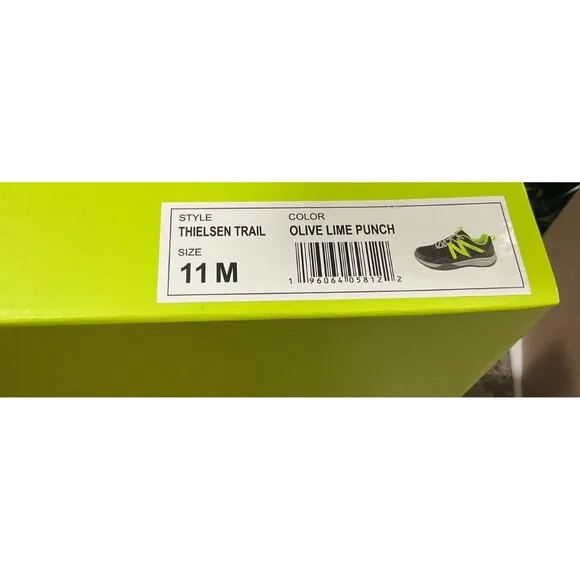 STYLE
THIELSEN TRAIL
SIZE
11 M
COLOR
OLIVE LIME PUNCH
1 96064 05812 2